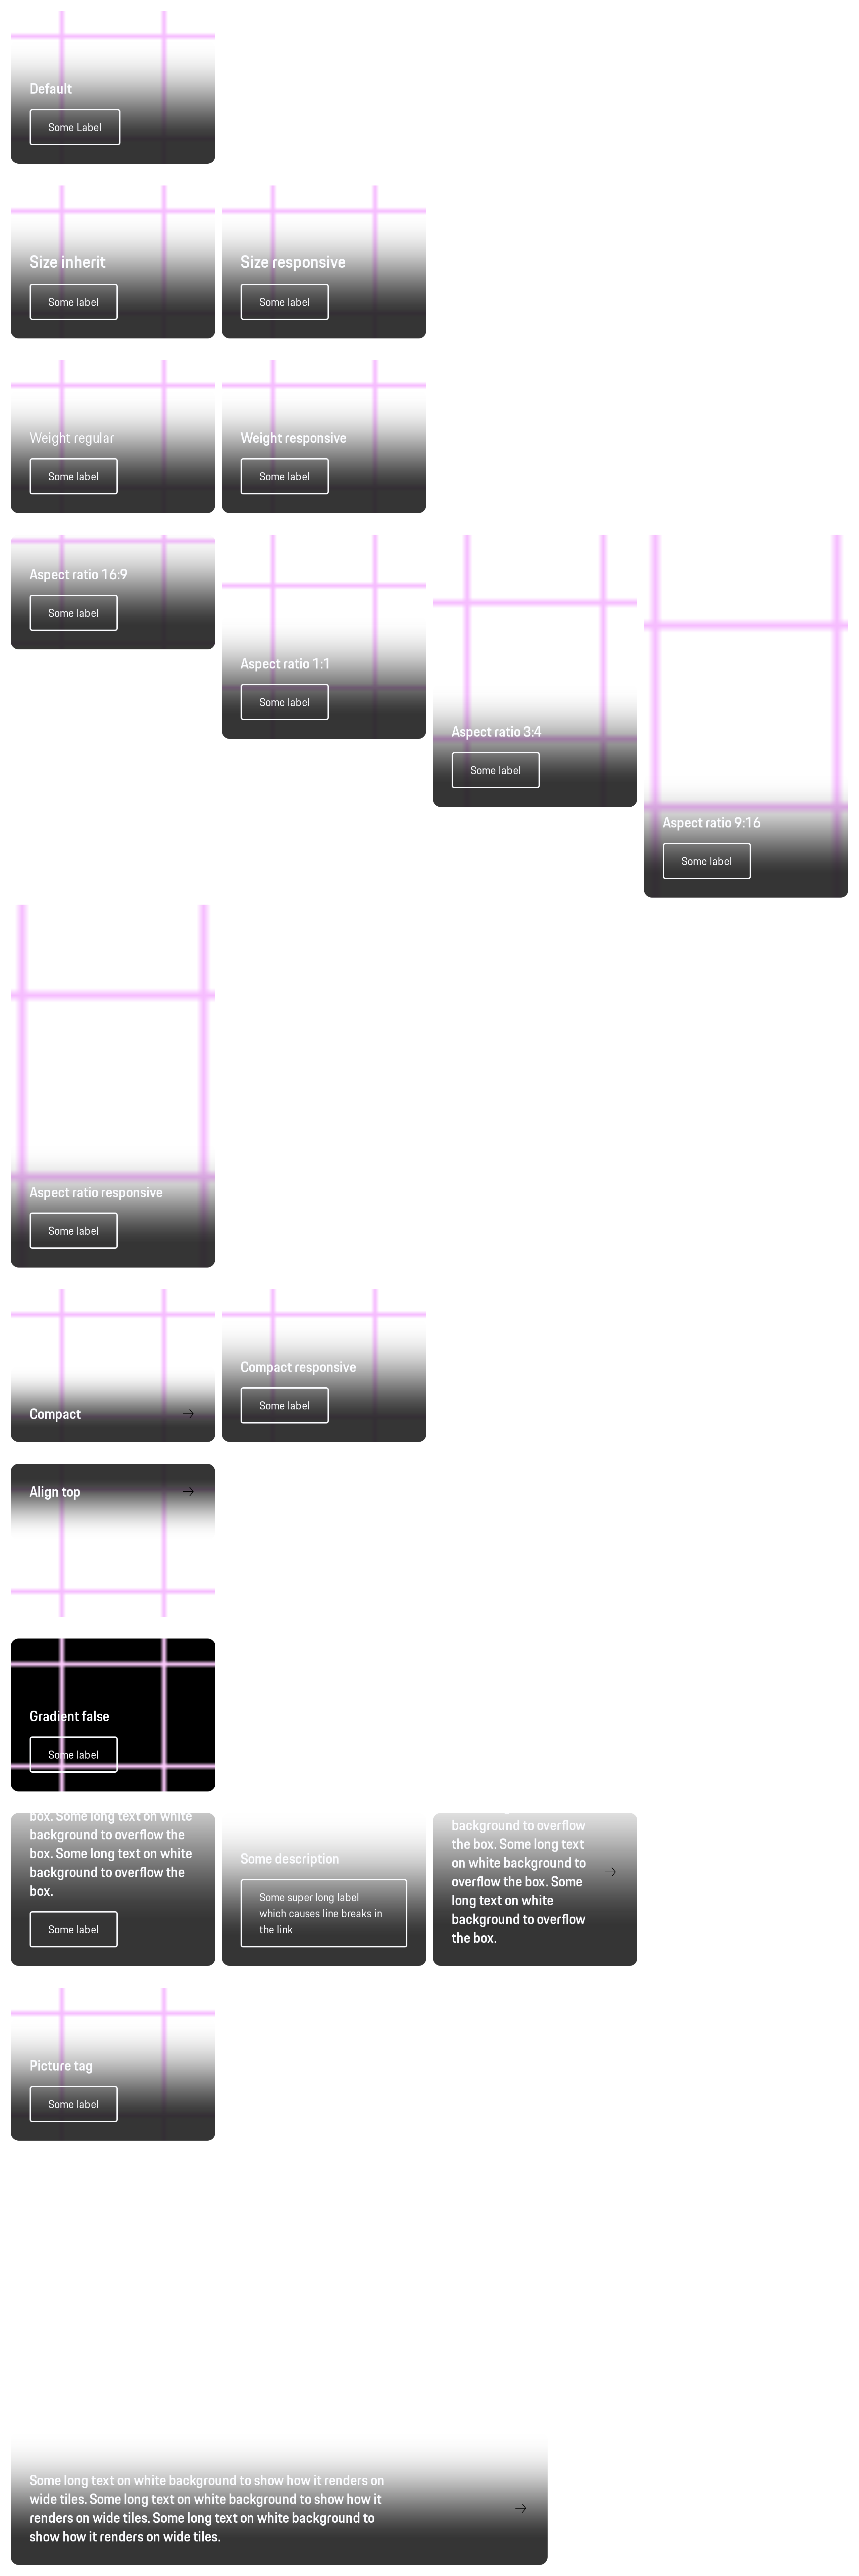 Default
Some Label
Size inherit
Some label
Size responsive
Some label
Weight regular
Some label
Weight responsive
Some label
Aspect ratio 16:9
Some label
Aspect ratio 1:1
Some label
Aspect ratio 3:4
Some label
Aspect ratio 9:16
Some label
Aspect ratio responsive
Some label
Compact
Compact responsive
Some label
Align top
Gradient false
Some label
box. Some long text on white
background to overflow the
box. Some long text on white
background to overflow the
box.
Some label
Some description
Some super long label
which causes line breaks in
the link
background to overflow
the box. Some long text
on white background to
overflow the box. Some
long text on white
background to overflow
the box.
Picture tag
Some label
Some long text on white background to show how it renders on
wide tiles. Some long text on white background to show how it
renders on wide tiles. Some long text on white background to
show how it renders on wide tiles.